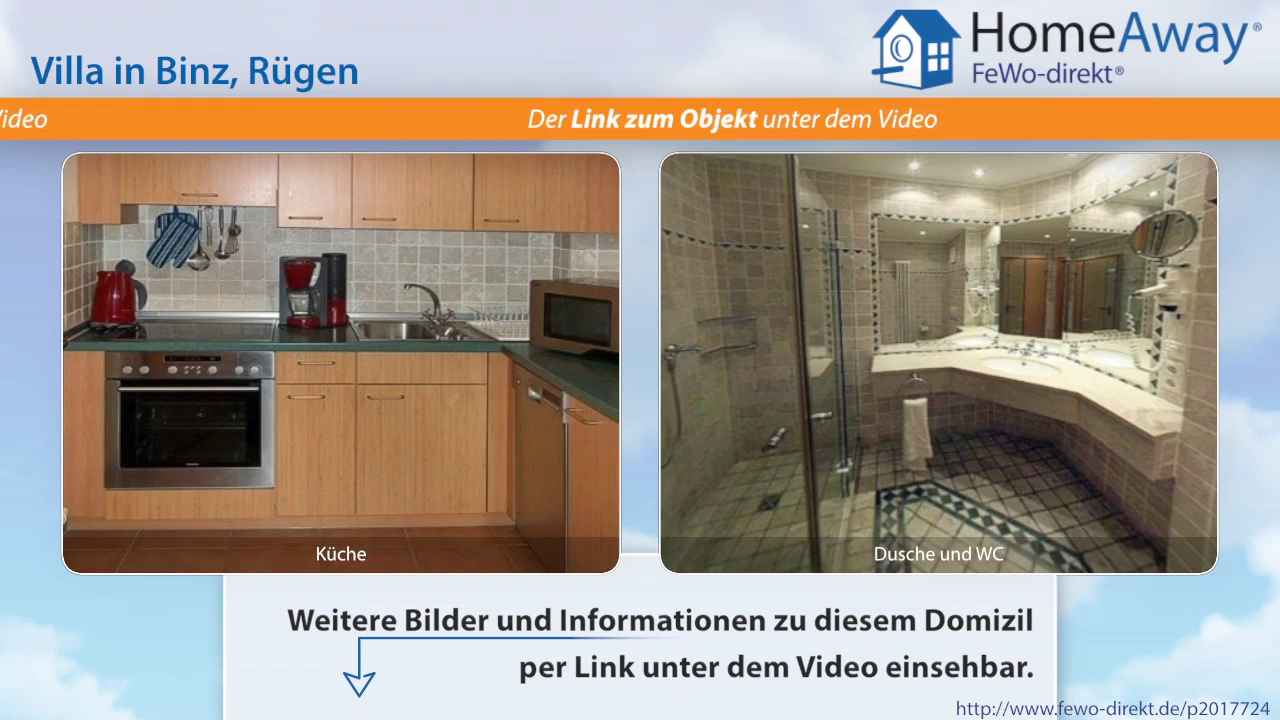 HomeAway®
FeWo-direkt®
Villa in Binz, Rügen
Video
Der Link zum Objekt unter dem Video
Küche
Dusche und WC
Weitere Bilder und Informationen zu diesem Domizil
per Link unter dem Video einsehbar.
http://www.fewo-direkt.de/p2017724